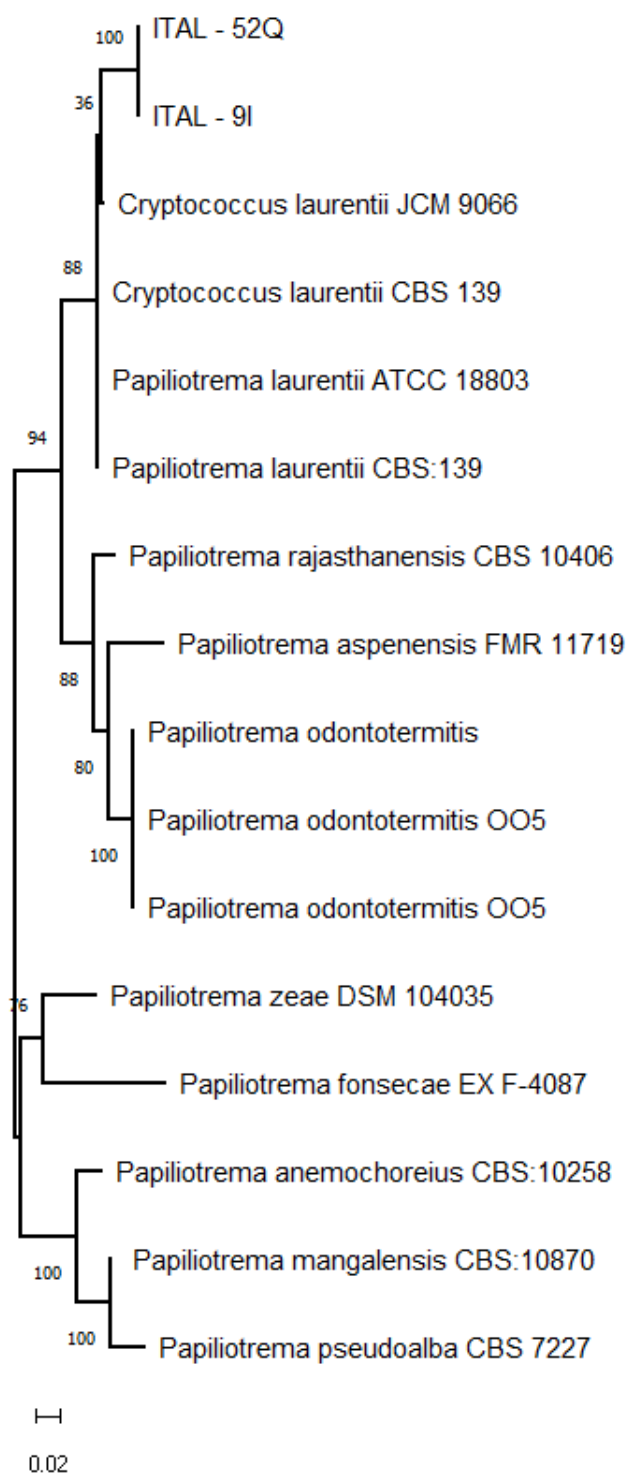 100
ITAL - 52Q
36
ITAL - 9I
Cryptococcus laurentii JCM 9066
88
Cryptococcus laurentii CBS 139
Papiliotrema laurentii ATCC 18803
94
Papiliotrema laurentii CBS:139
Papiliotrema rajasthanensis CBS 10406
Papiliotrema aspenensis FMR 11719
88
Papiliotrema odontotermitis
80
Papiliotrema odontotermitis OO5
100
Papiliotrema odontotermitis OO5
76
Papiliotrema zeae DSM 104035
Papiliotrema fonsecae EX F-4087
Papiliotrema anemochoreius CBS:10258
100
Papiliotrema mangalensis CBS:10870
100
Papiliotrema pseudoalba CBS 7227
0.02